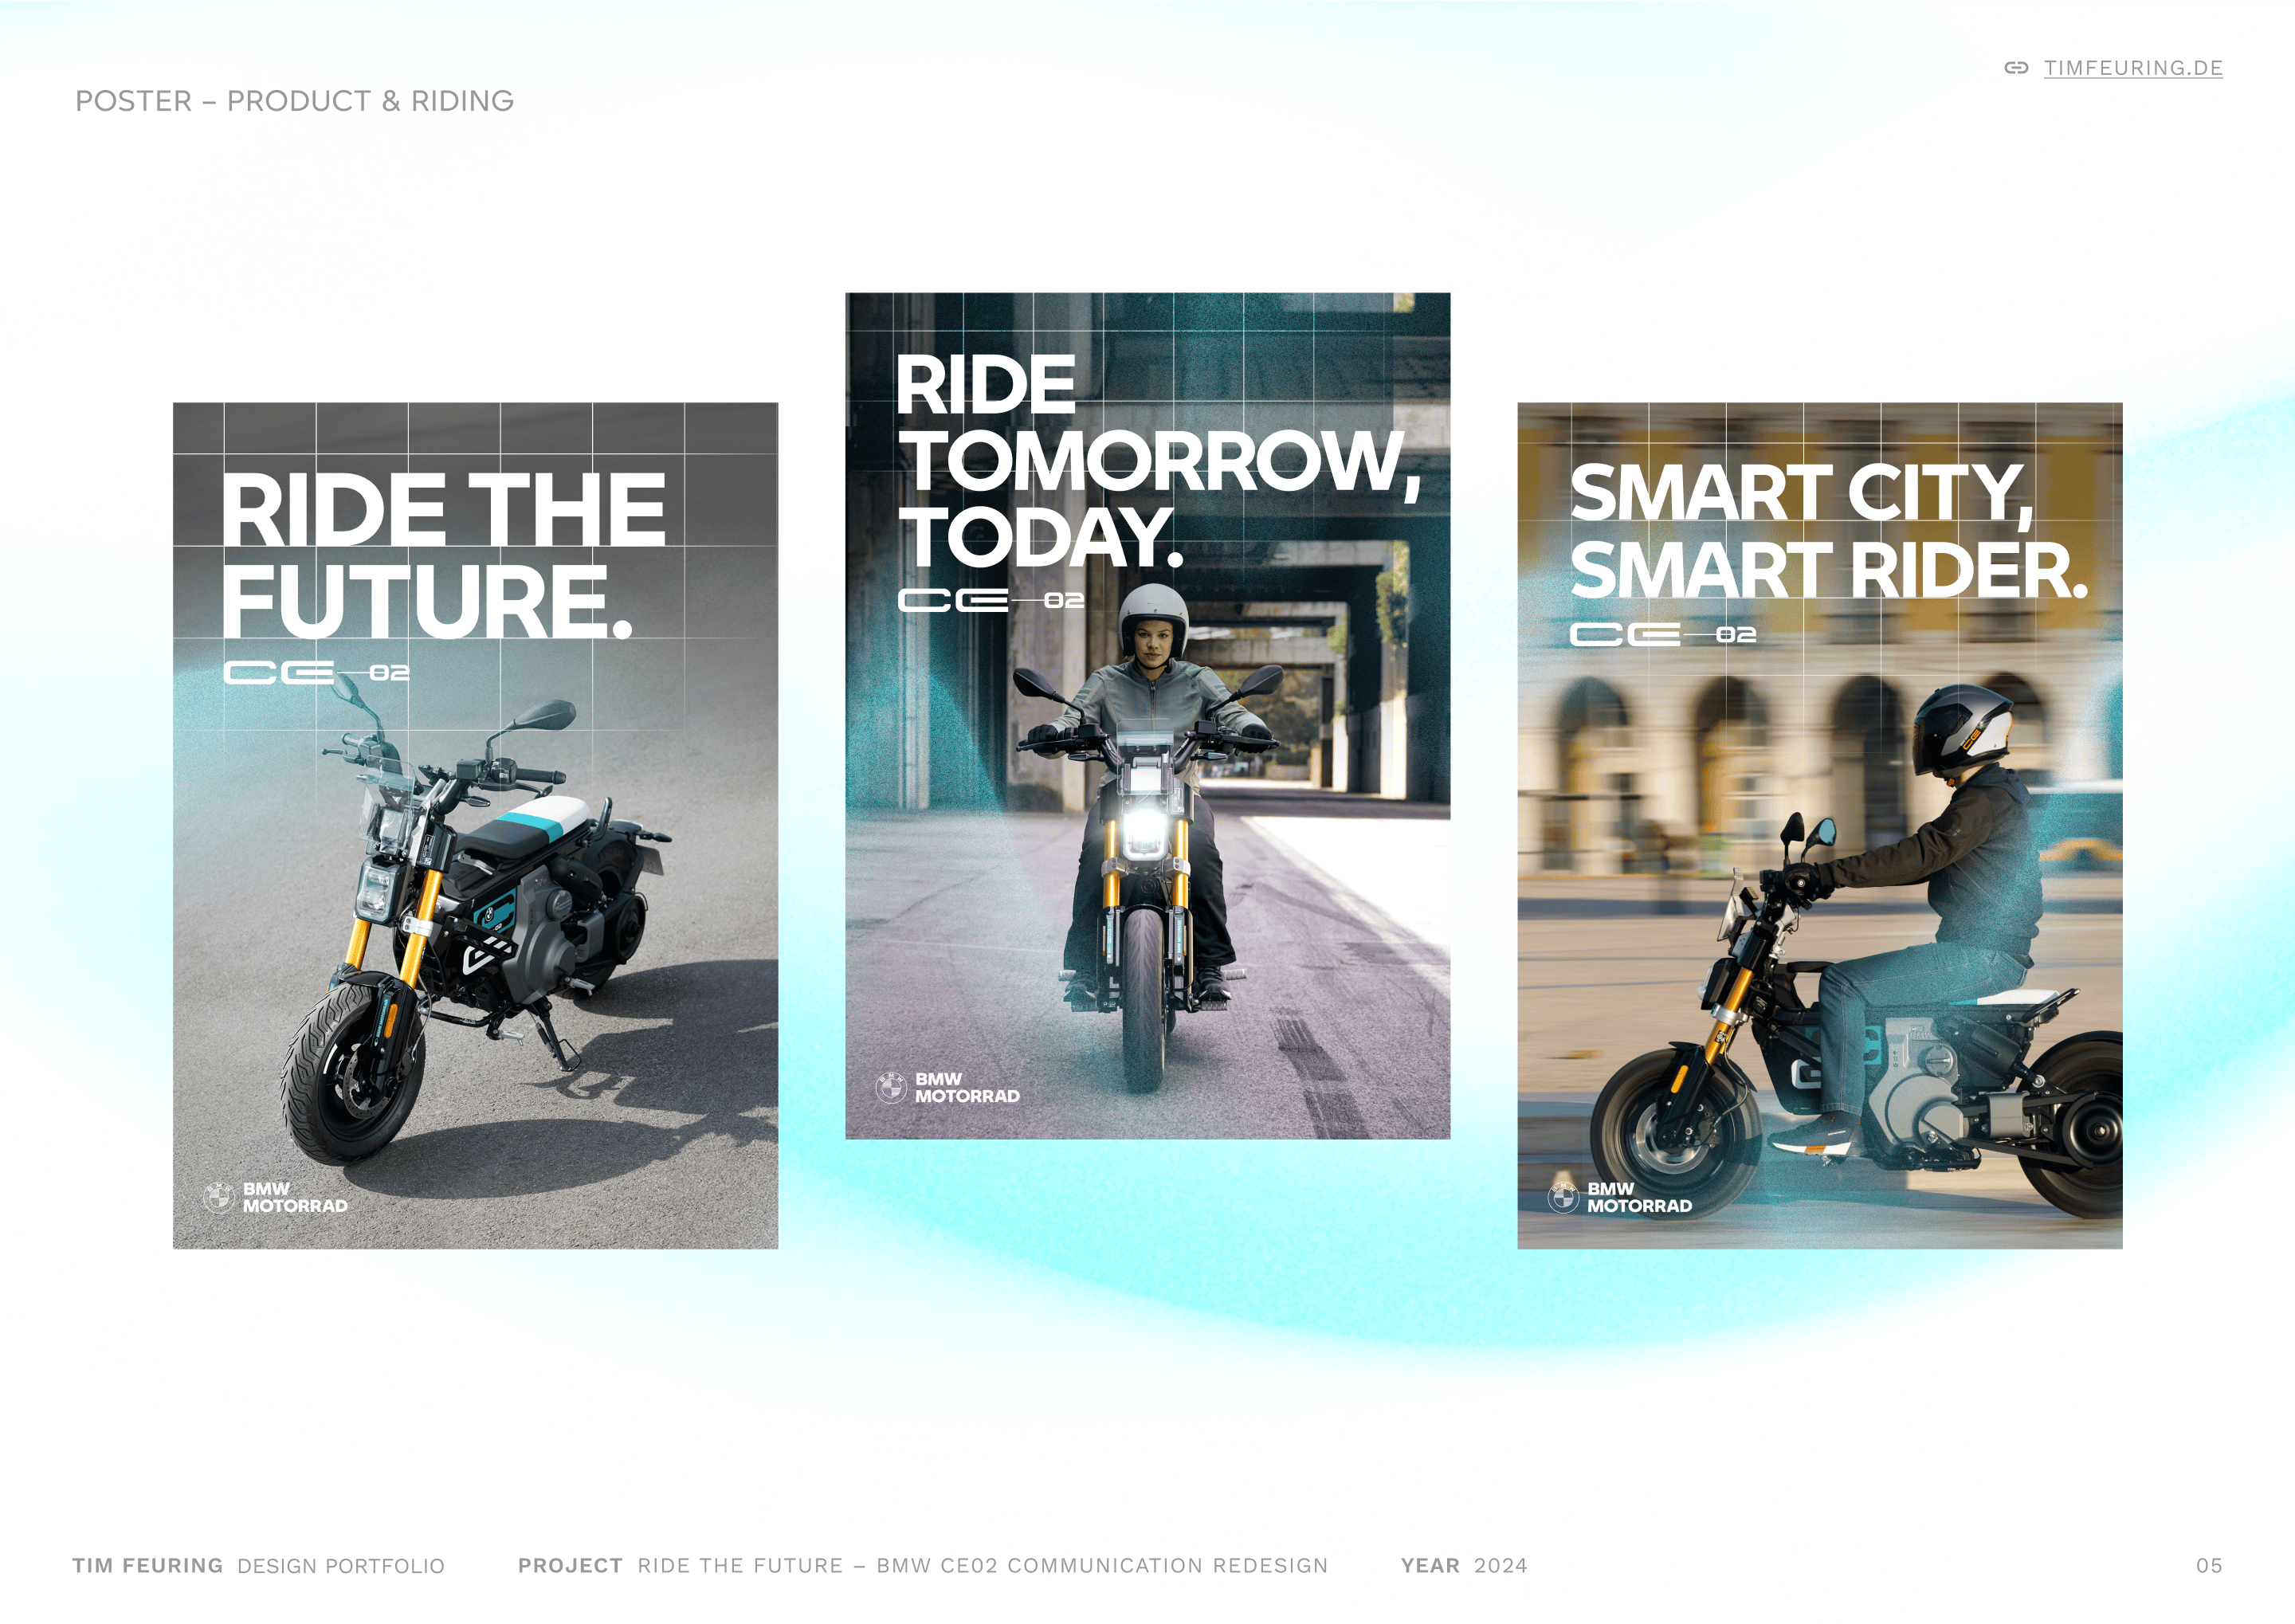 POSTER – PRODUCT & RIDING
TIMFEURING.DE
RIDE THE
FUTURE.
CE—02
BMW
MOTORRAD
RIDE
TOMORROW,
TODAY.
CE—02
BMW
MOTORRAD
SMART CITY,
SMART RIDER.
CE—02
BMW
MOTORRAD
TIM FEURING DESIGN PORTFOLIO PROJECT RIDE THE FUTURE – BMW CE02 COMMUNICATION REDESIGN YEAR 2024 05